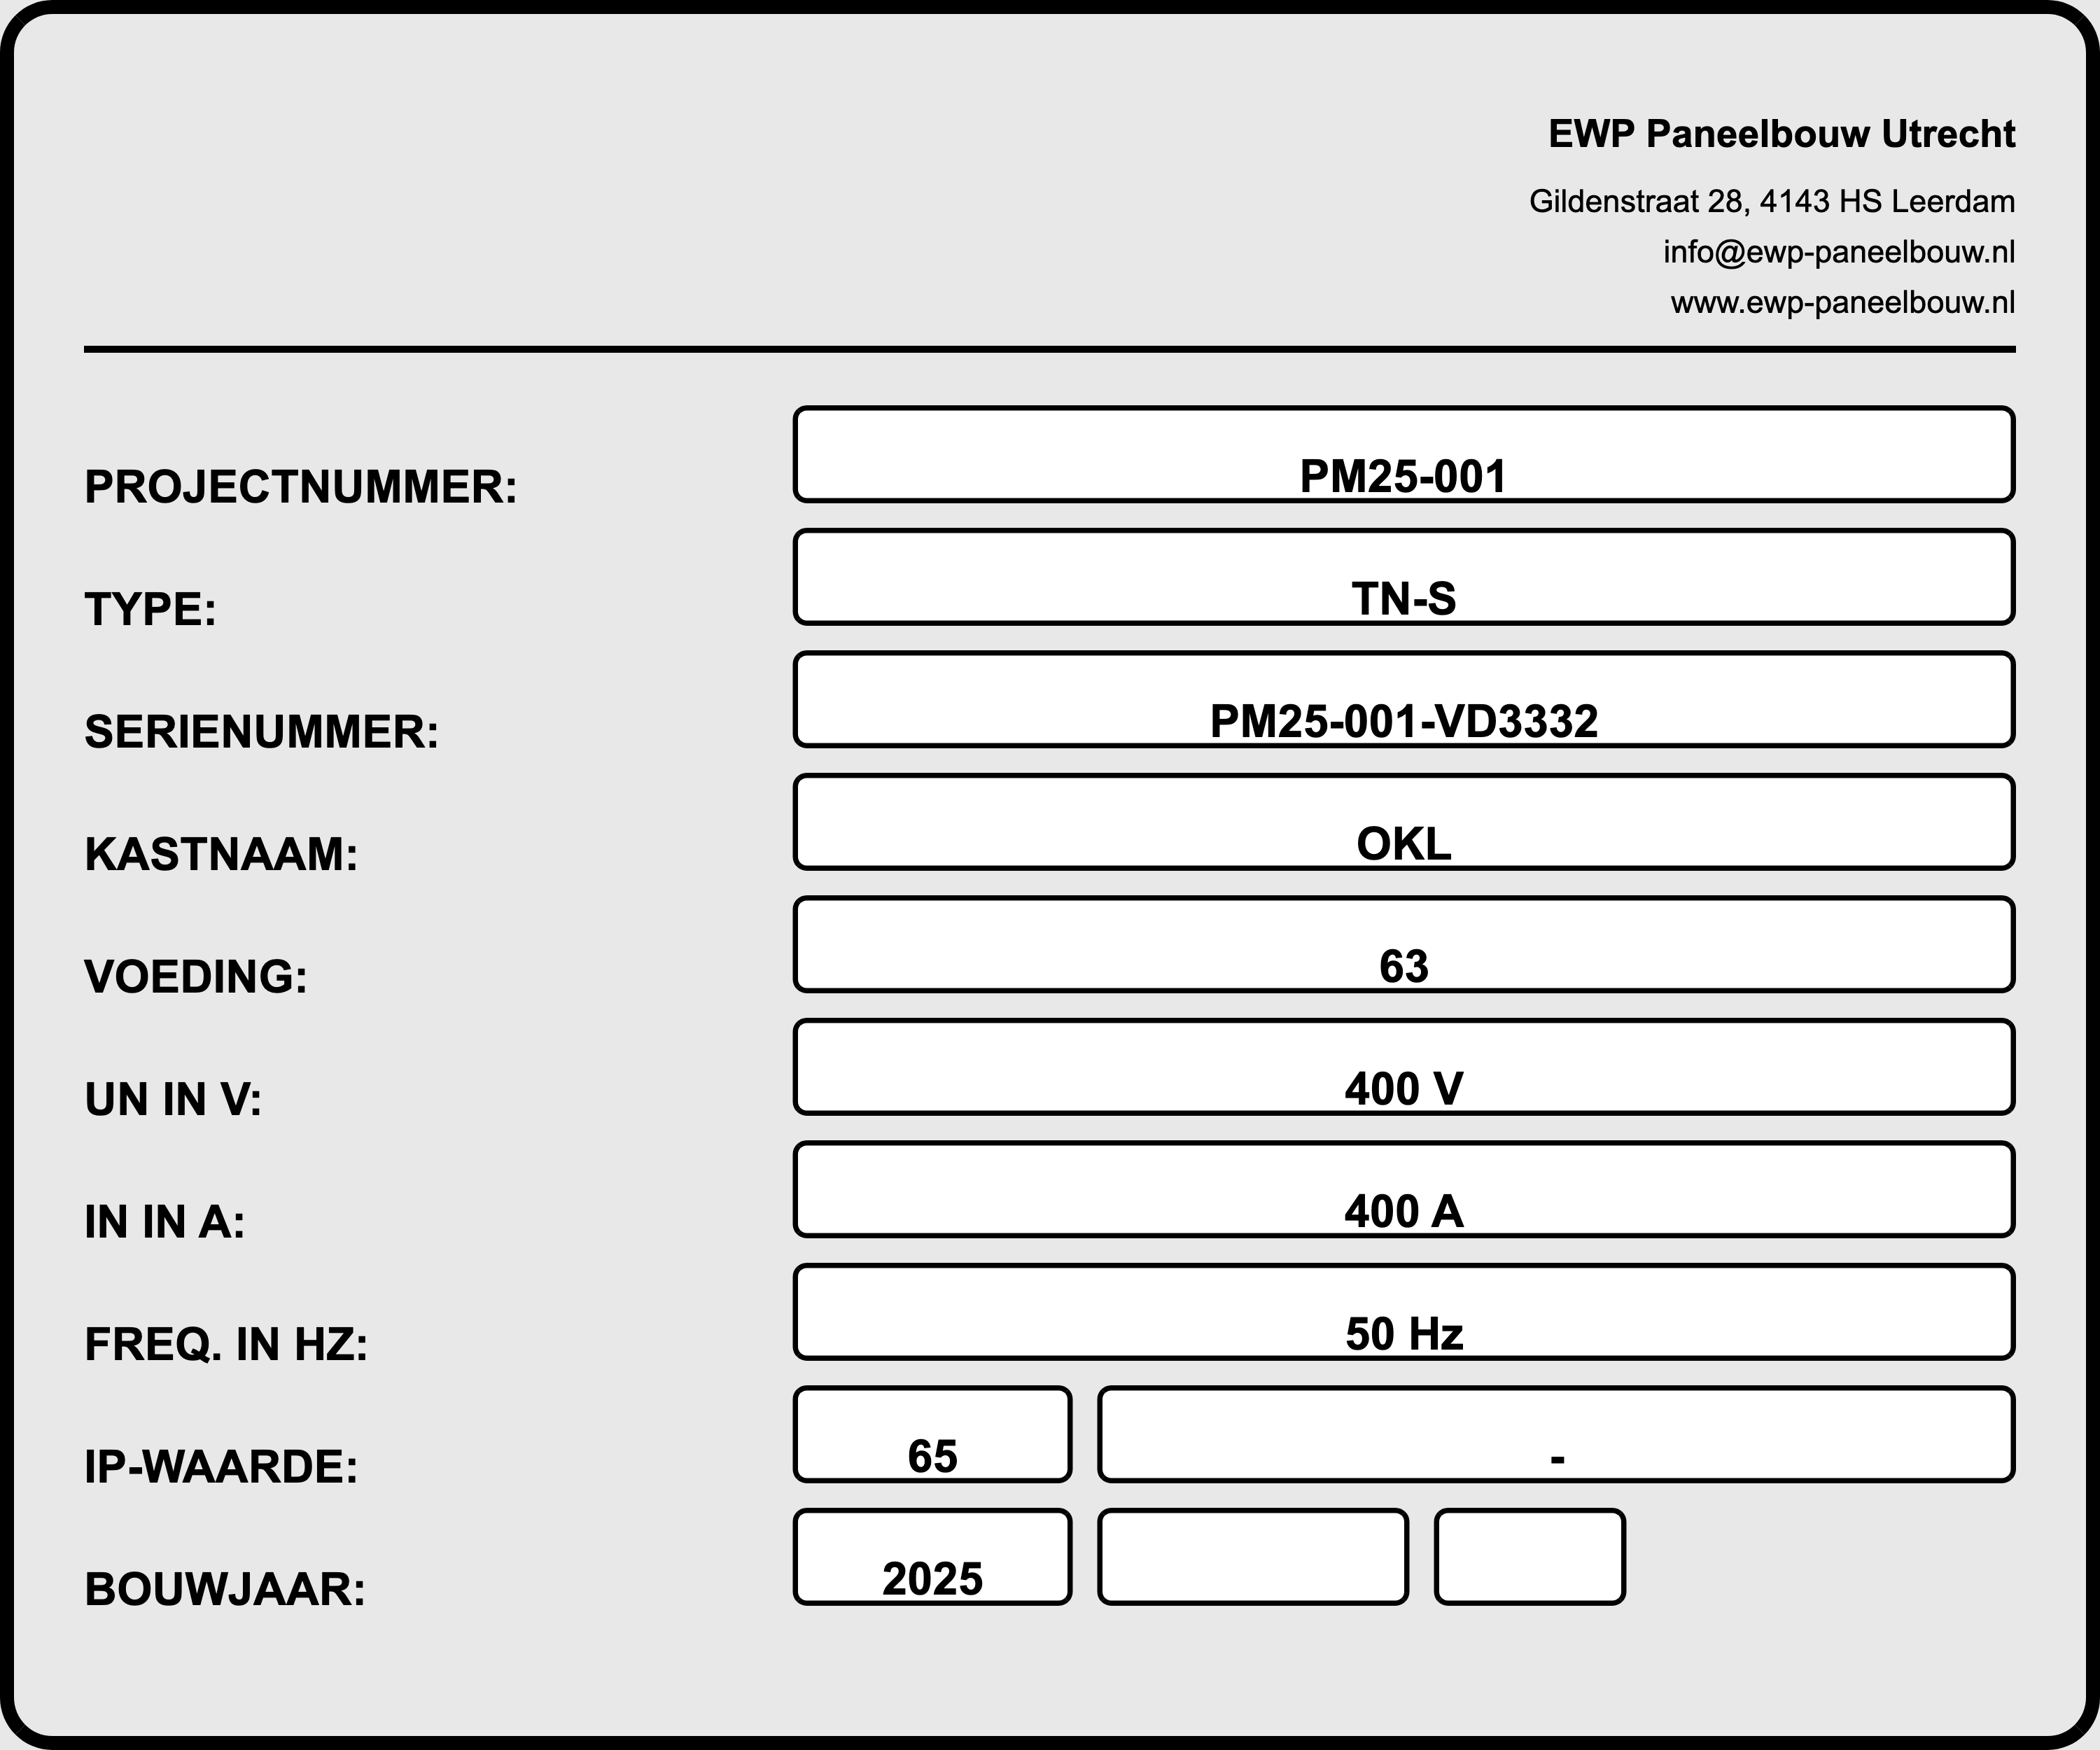 EWP Paneelbouw Utrecht
Gildenstraat 28, 4143 HS Leerdam
info@ewp-paneelbouw.nl
www.ewp-paneelbouw.nl
PROJECTNUMMER: PM25-001
TYPE: TN-S
SERIENUMMER: PM25-001-VD3332
KASTNAAM: OKL
VOEDING: 63
UN IN V: 400 V
IN IN A: 400 A
FREQ. IN HZ: 50 Hz
IP-WAARDE: 65 -
BOUWJAAR: 2025